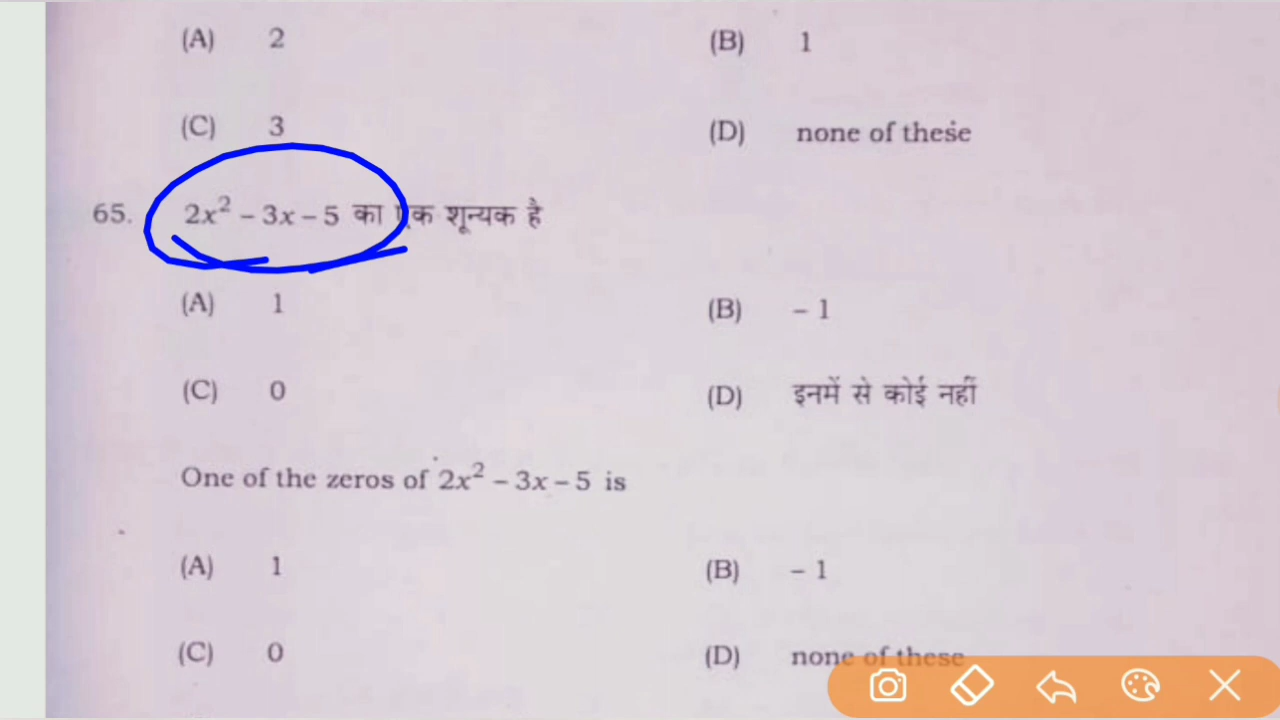 (A) 2 (B) 1
(C) 3 (D) none of these
65. 2x² – 3x – 5 का एक शून्यक है
(A) 1 (B) – 1
(C) 0 (D) इनमें से कोई नहीं
One of the zeros of 2x² – 3x – 5 is
(A) 1 (B) – 1
(C) 0 (D) none of these